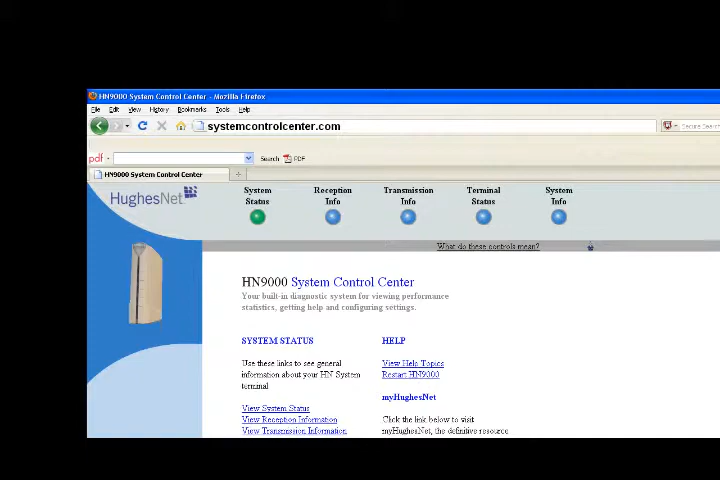 HN9000 System Control Center - Mozilla Firefox
File Edit View History Bookmarks Tools Help
systemcontrolcenter.com
Secure Search
pdf Search PDF
HN9000 System Control Center
HughesNet
System Status
Reception Info
Transmission Info
Terminal Status
System Info
What do these controls mean?
HN9000 System Control Center
Your built-in diagnostic system for viewing performance
statistics, getting help and configuring settings.
SYSTEM STATUS
Use these links to see general
information about your HN System
terminal
View System Status
View Reception Information
View Transmission Information
HELP
View Help Topics
Restart HN9000
myHughesNet
Click the link below to visit
myHughesNet, the definitive resource